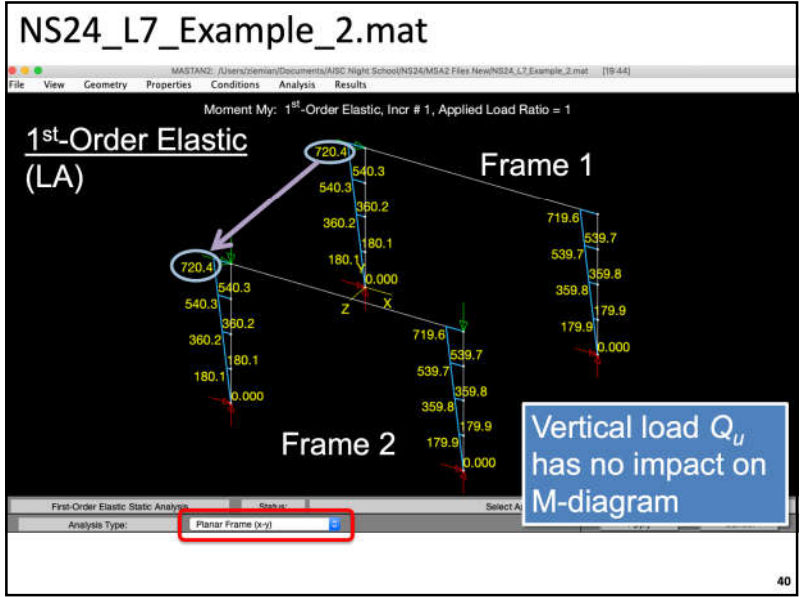 NS24_L7_Example_2.mat
MASTAN2: /Users/ziemian/Documents/AISC Night School/NS24/MSA2 Files New/NS24_L7_Example_2.mat [19:44]
File View Geometry Properties Conditions Analysis Results
Moment My: 1st-Order Elastic, Incr # 1, Applied Load Ratio = 1
1st-Order Elastic
(LA)
Frame 1
720.4
540.3
540.3
360.2
360.2
180.1
180.1
0.000
Y
Z
X
719.6
539.7
539.7
359.8
359.8
179.9
179.9
0.000
720.4
540.3
540.3
360.2
360.2
180.1
180.1
0.000
719.6
539.7
539.7
359.8
359.8
179.9
179.9
0.000
Frame 2
Vertical load Qu
has no impact on
M-diagram
First-Order Elastic Static Analysis Status: Select
Analysis Type: Planar Frame (x-y)
40